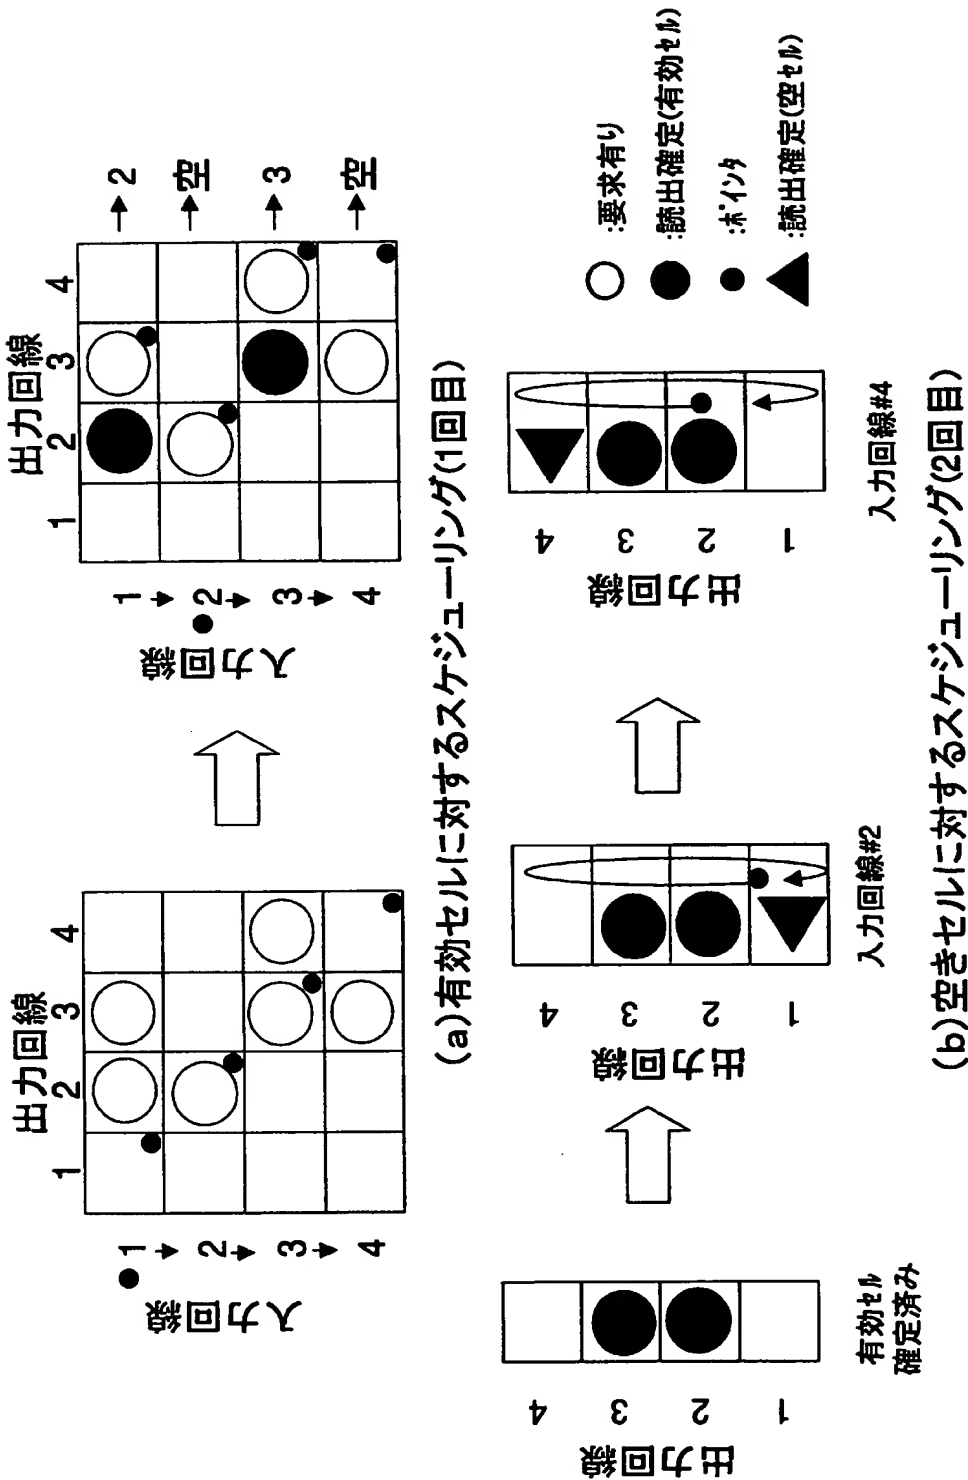 出力回線
1 2 3 4
入力回線
1
2
3
4
出力回線
1 2 3 4
入力回線
1
2
3
4
→2
→空
→3
→空
(a)有効セルに対するスケジューリング(1回目)
出力回線
4
3
2
1
有効セル
確定済み
出力回線
4
3
2
1
入力回線#2
出力回線
4
3
2
1
入力回線#4
:要求有り
:読出確定(有効セル)
:ポインタ
:読出確定(空セル)
(b)空きセルに対するスケジューリング(2回目)